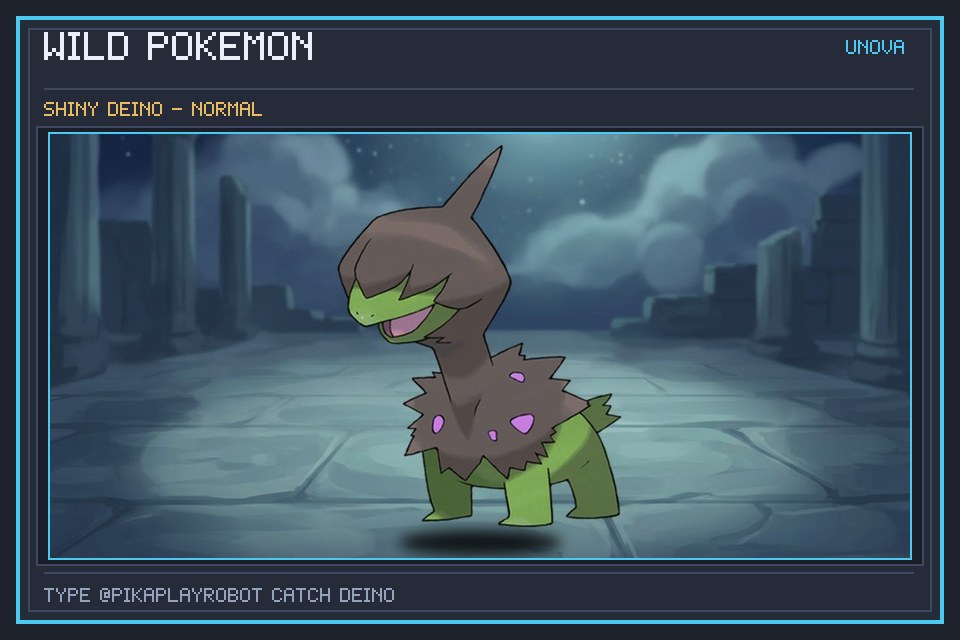 WILD POKEMON
UNOVA
SHINY DEINO - NORMAL
TYPE @PIKAPLAYROBOT CATCH DEINO